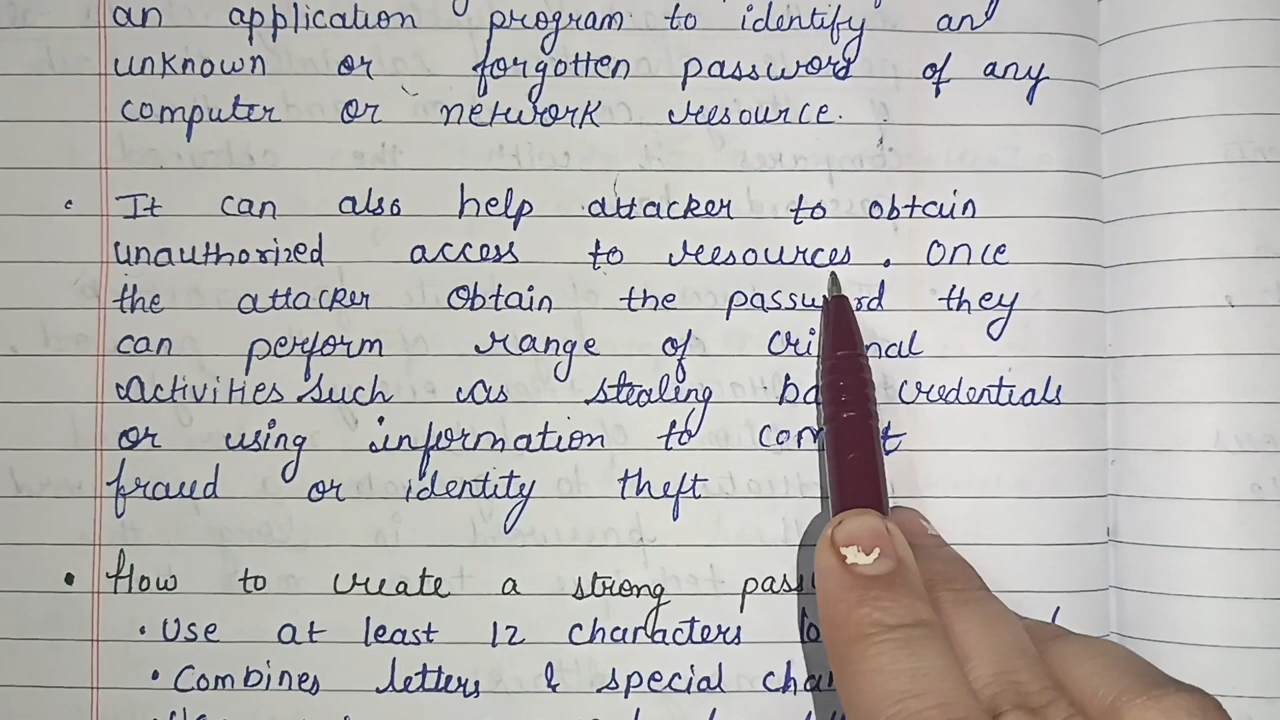 an application program to identify an
unknown or forgotten password of any
computer or network resource.
• It can also help attacker to obtain
unauthorized access to resources. Once
the attacker obtain the password they
can perform range of criminal
activities such as stealing credentials
or using information to commit
fraud or identity theft
• How to create a strong
• Use at least 12 characters
• Combines letters & special